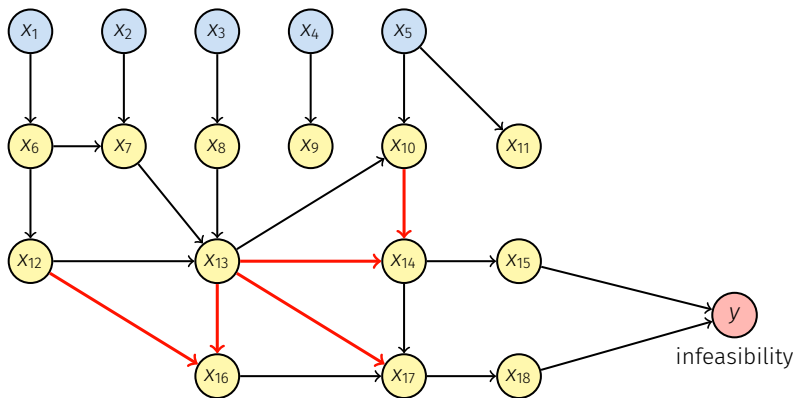 x1 x2 x3 x4 x5
x6 x7 x8 x9 x10 x11
x12 x13 x14 x15
y
infeasibility
x16 x17 x18